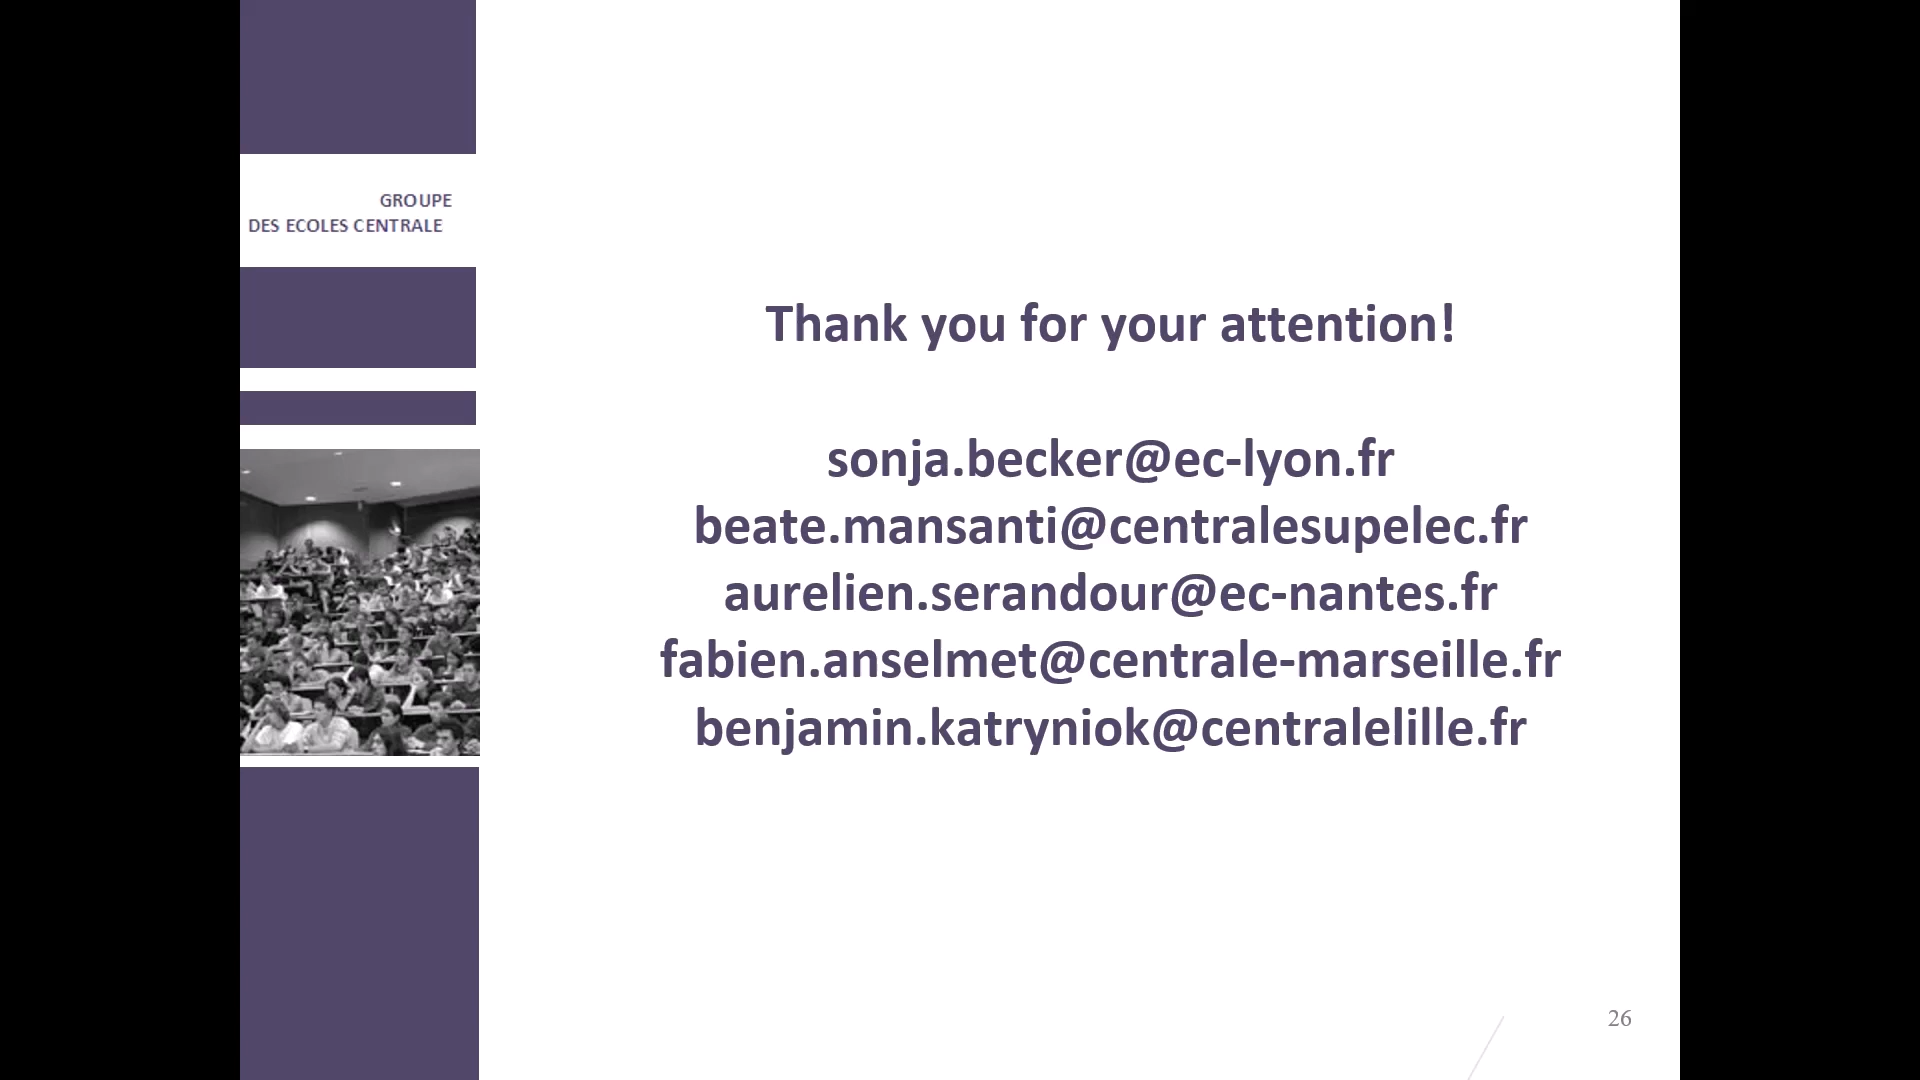 GROUPE
DES ECOLES CENTRALE
Thank you for your attention!
sonja.becker@ec-lyon.fr
beate.mansanti@centralesupelec.fr
aurelien.serandour@ec-nantes.fr
fabien.anselmet@centrale-marseille.fr
benjamin.katryniok@centralelille.fr
26